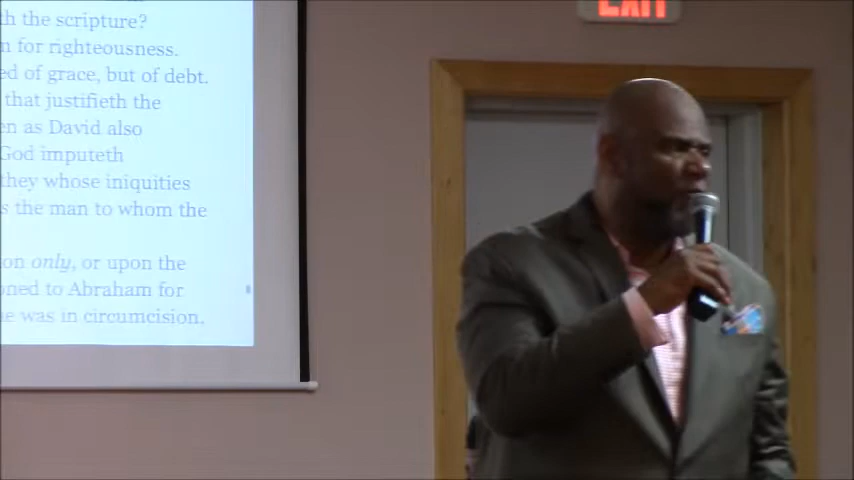 EXIT
th the scripture?
m for righteousness.
ed of grace, but of debt.
that justifieth the
en as David also
God imputeth
they whose iniquities
s the man to whom the
on only, or upon the
oned to Abraham for
e was in circumcision,